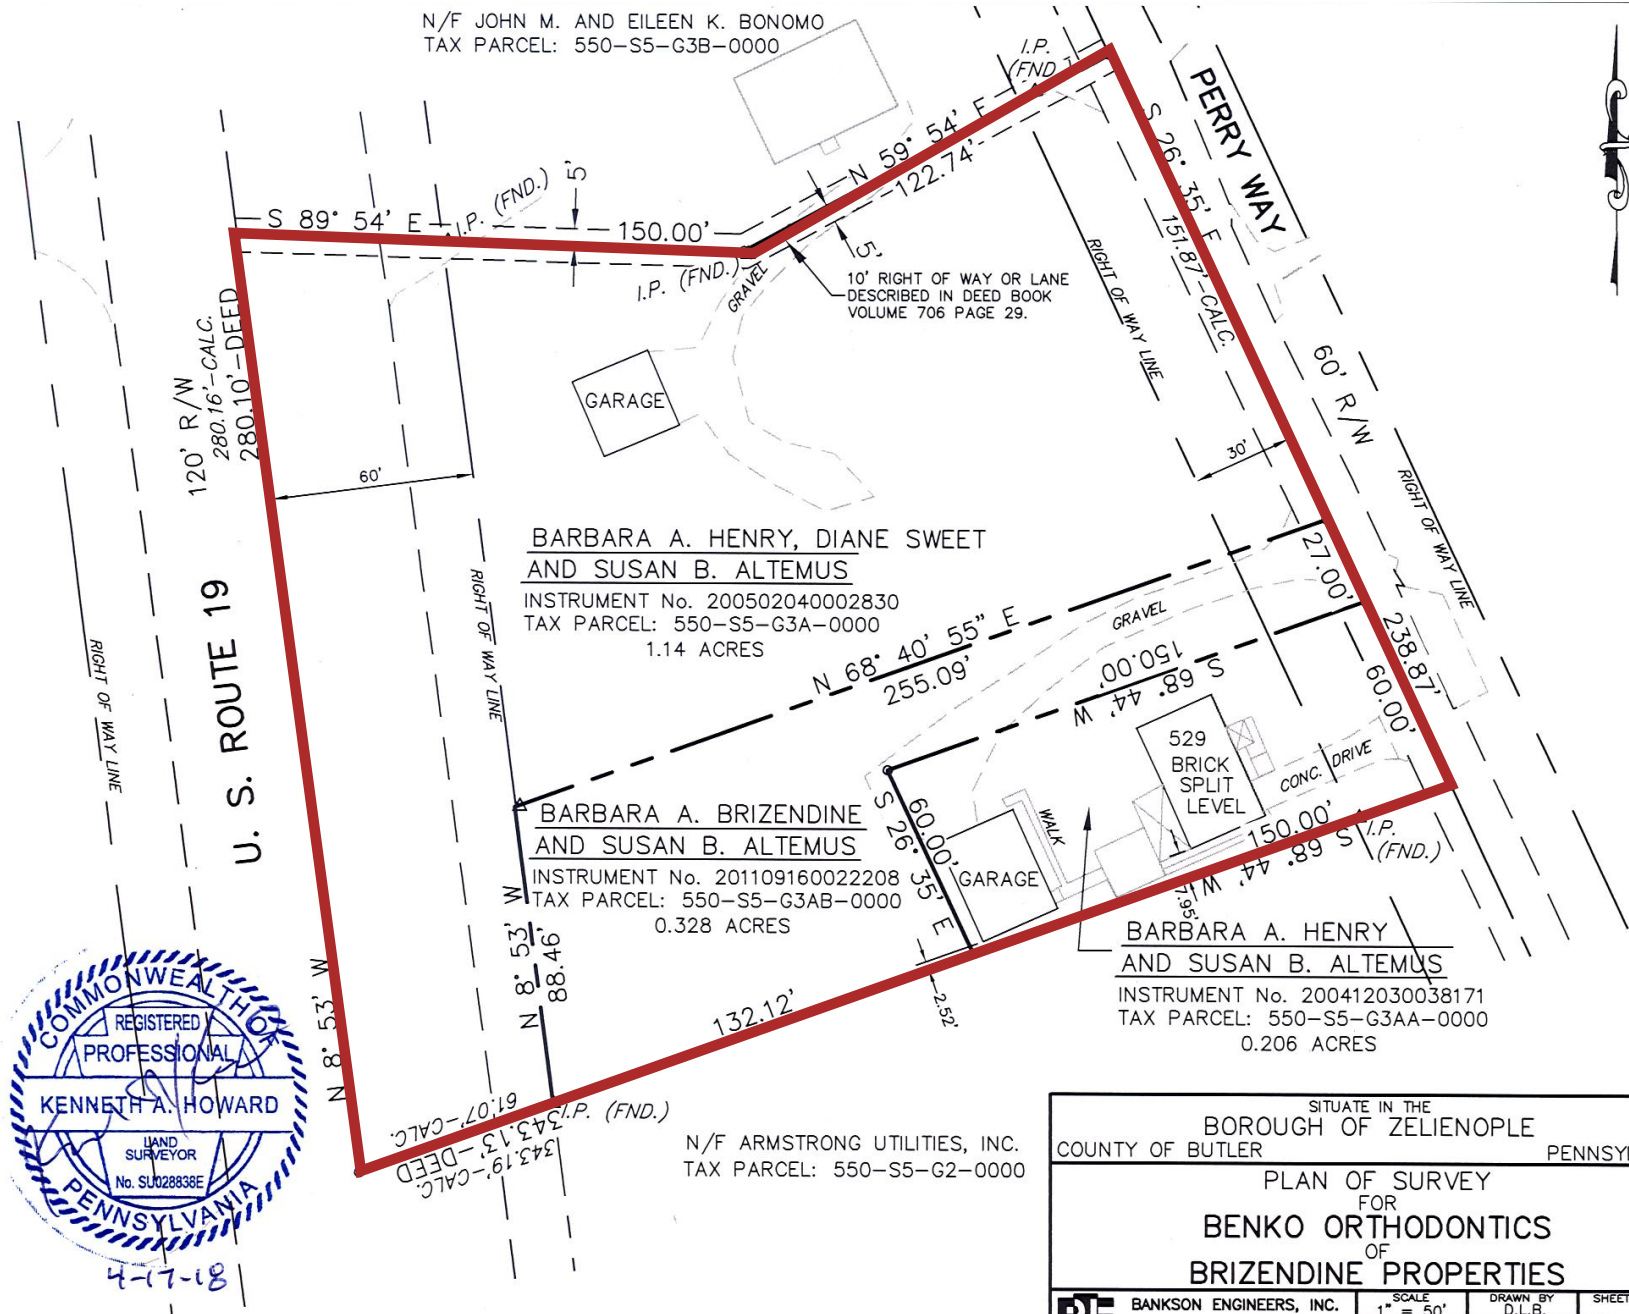 N/F JOHN M. AND EILEEN K. BONOMO
TAX PARCEL: 550-S5-G3B-0000
I.P.
(FND
PERRY WAY
N 59° 54' E
122.74'
S 26° 35' E
151.87'-CALC.
I.P. (FND.)
5'
S 89° 54' E
150.00'
I.P. (FND.)
GRAVEL
5'
10' RIGHT OF WAY OR LANE
DESCRIBED IN DEED BOOK
VOLUME 706 PAGE 29.
RIGHT OF WAY LINE
120' R/W
280.16'-CALC.
280.10'-DEED
60' R/W
GARAGE
60'
30'
RIGHT OF WAY LINE
BARBARA A. HENRY, DIANE SWEET
AND SUSAN B. ALTEMUS
INSTRUMENT No. 200502040002830
TAX PARCEL: 550-S5-G3A-0000
1.14 ACRES
27.00'
RIGHT OF WAY LINE
U. S. ROUTE 19
RIGHT OF WAY LINE
N 68° 40' 55" E
255.09'
GRAVEL
150.00'
S 68° 44' W
238.87'
60.00'
529
BRICK
SPLIT
LEVEL
CONC. DRIVE
BARBARA A. BRIZENDINE
AND SUSAN B. ALTEMUS
INSTRUMENT No. 201109160022208
TAX PARCEL: 550-S5-G3AB-0000
0.328 ACRES
60.00'
S 26° 35' E
WALK
GARAGE
150.00'
S 68° 44' W
I.P.
(FND.)
7.95'
BARBARA A. HENRY
AND SUSAN B. ALTEMUS
INSTRUMENT No. 200412030038171
TAX PARCEL: 550-S5-G3AA-0000
0.206 ACRES
N 8° 53' W
88.46'
2.52'
132.12'
N 8° 53' W
COMMONWEALTH OF
REGISTERED
PROFESSIONAL
KENNETH A. HOWARD
LAND
SURVEYOR
No. SU028838E
PENNSYLVANIA
4-17-18
61.07'-CALC.
343.13'-DEED
343.19'-CALC.
I.P. (FND.)
N/F ARMSTRONG UTILITIES, INC.
TAX PARCEL: 550-S5-G2-0000
SITUATE IN THE
BOROUGH OF ZELIENOPLE
COUNTY OF BUTLER PENNSY
PLAN OF SURVEY
FOR
BENKO ORTHODONTICS
OF
BRIZENDINE PROPERTIES
BANKSON ENGINEERS, INC.
SCALE
1" = 50'
DRAWN BY
D.L.B.
SHEET